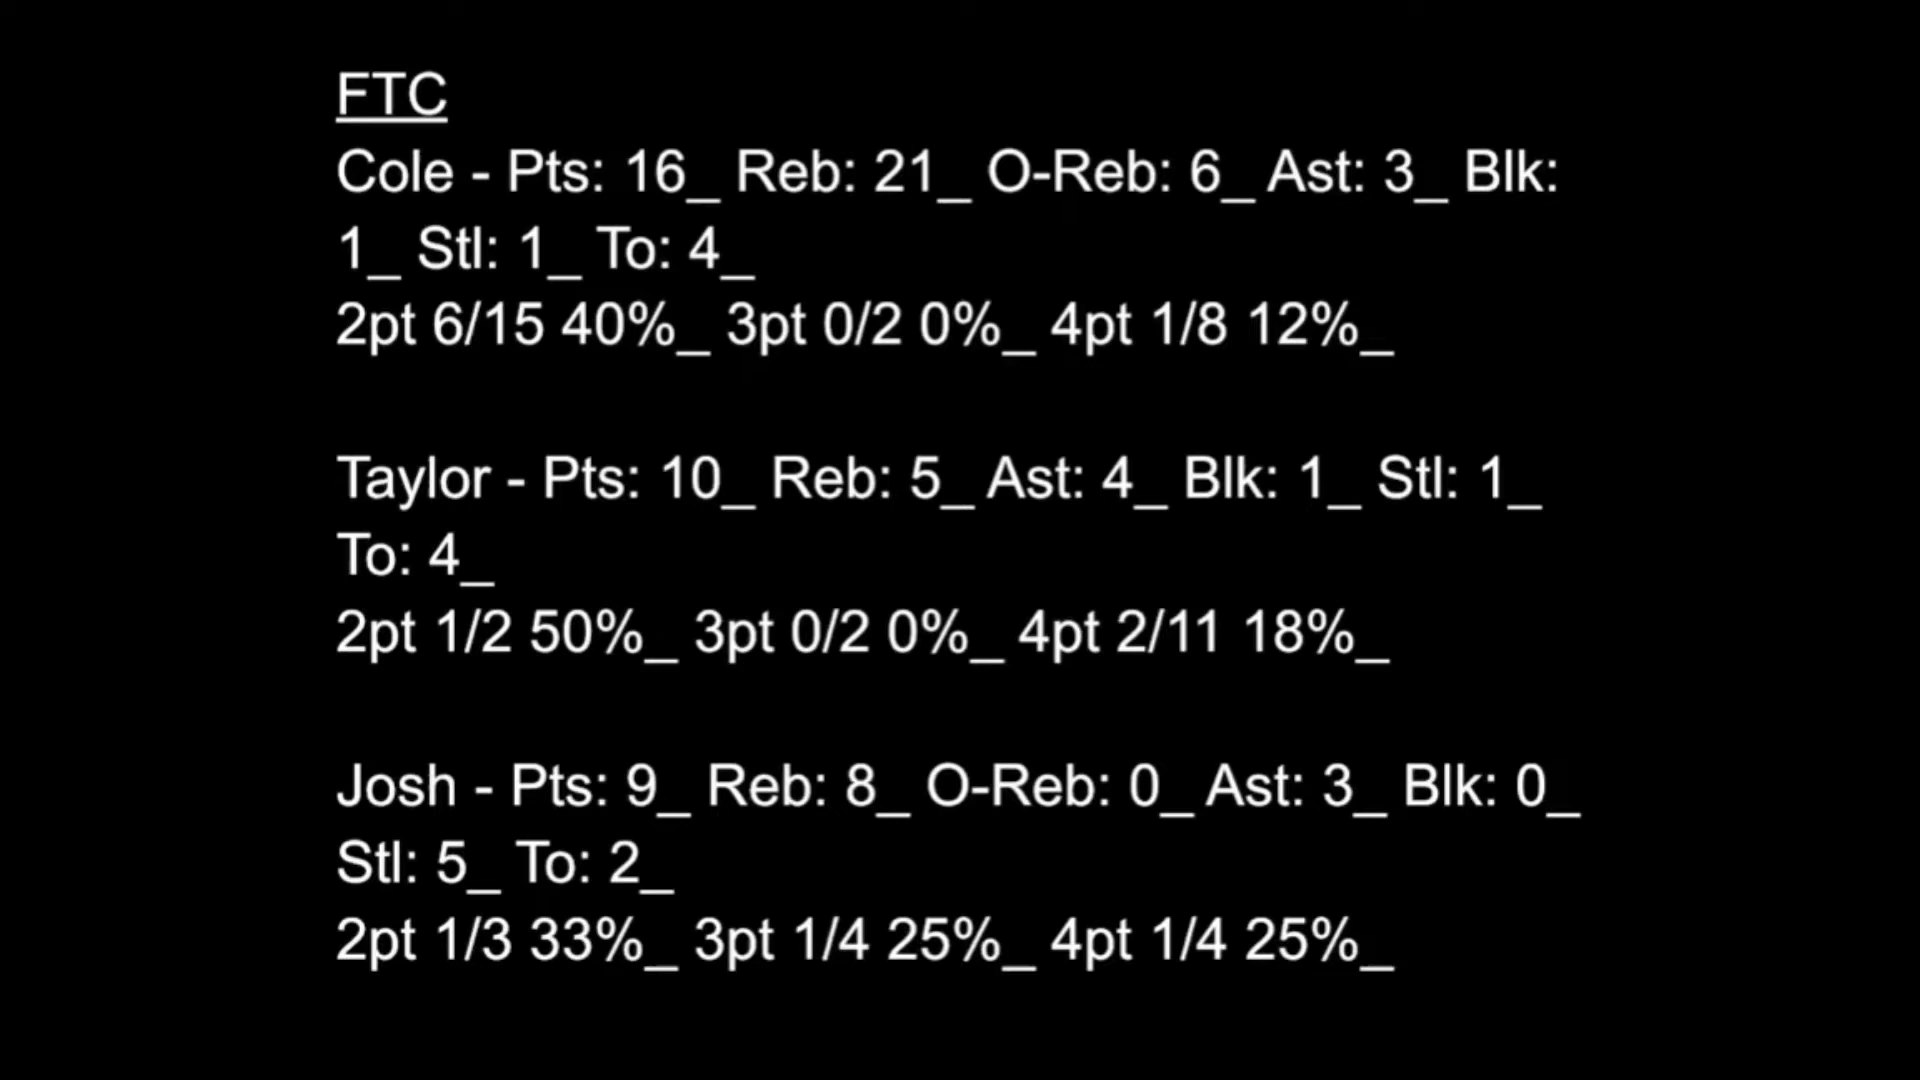 FTC
Cole - Pts: 16_ Reb: 21_ O-Reb: 6_ Ast: 3_ Blk:
1_ Stl: 1_ To: 4_
2pt 6/15 40%_ 3pt 0/2 0%_ 4pt 1/8 12%_
Taylor - Pts: 10_ Reb: 5_ Ast: 4_ Blk: 1_ Stl: 1_
To: 4_
2pt 1/2 50%_ 3pt 0/2 0%_ 4pt 2/11 18%_
Josh - Pts: 9_ Reb: 8_ O-Reb: 0_ Ast: 3_ Blk: 0_
Stl: 5_ To: 2_
2pt 1/3 33%_ 3pt 1/4 25%_ 4pt 1/4 25%_